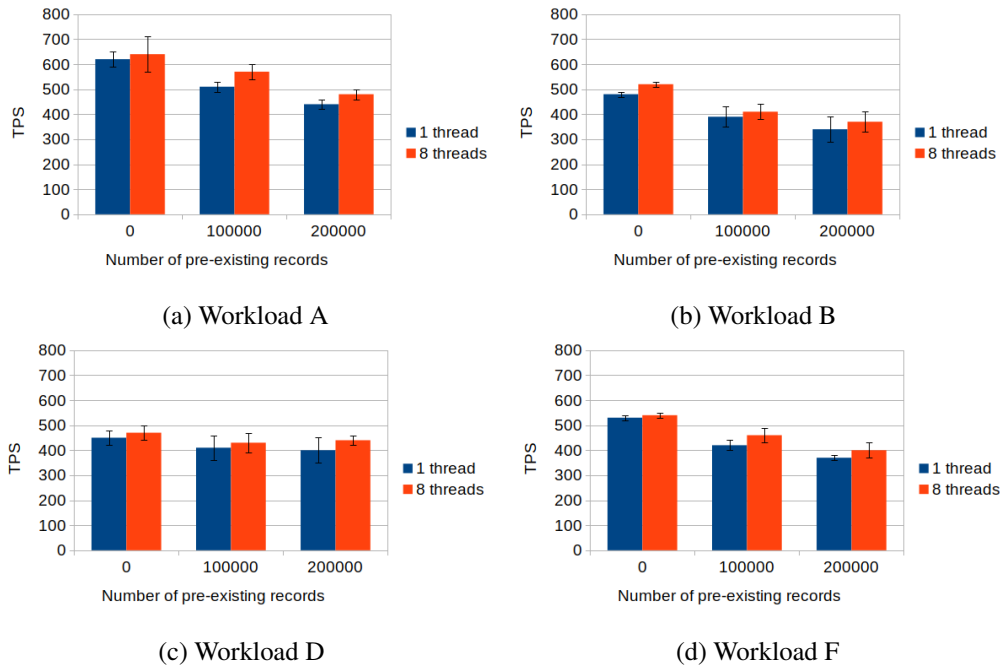 800
700
600
500
400
300
200
100
0
TPS
0 100000 200000
Number of pre-existing records
1 thread
8 threads
(a) Workload A
800
700
600
500
400
300
200
100
0
TPS
0 100000 200000
Number of pre-existing records
1 thread
8 threads
(b) Workload B
800
700
600
500
400
300
200
100
0
TPS
0 100000 200000
Number of pre-existing records
1 thread
8 threads
(c) Workload D
800
700
600
500
400
300
200
100
0
TPS
0 100000 200000
Number of pre-existing records
1 thread
8 threads
(d) Workload F